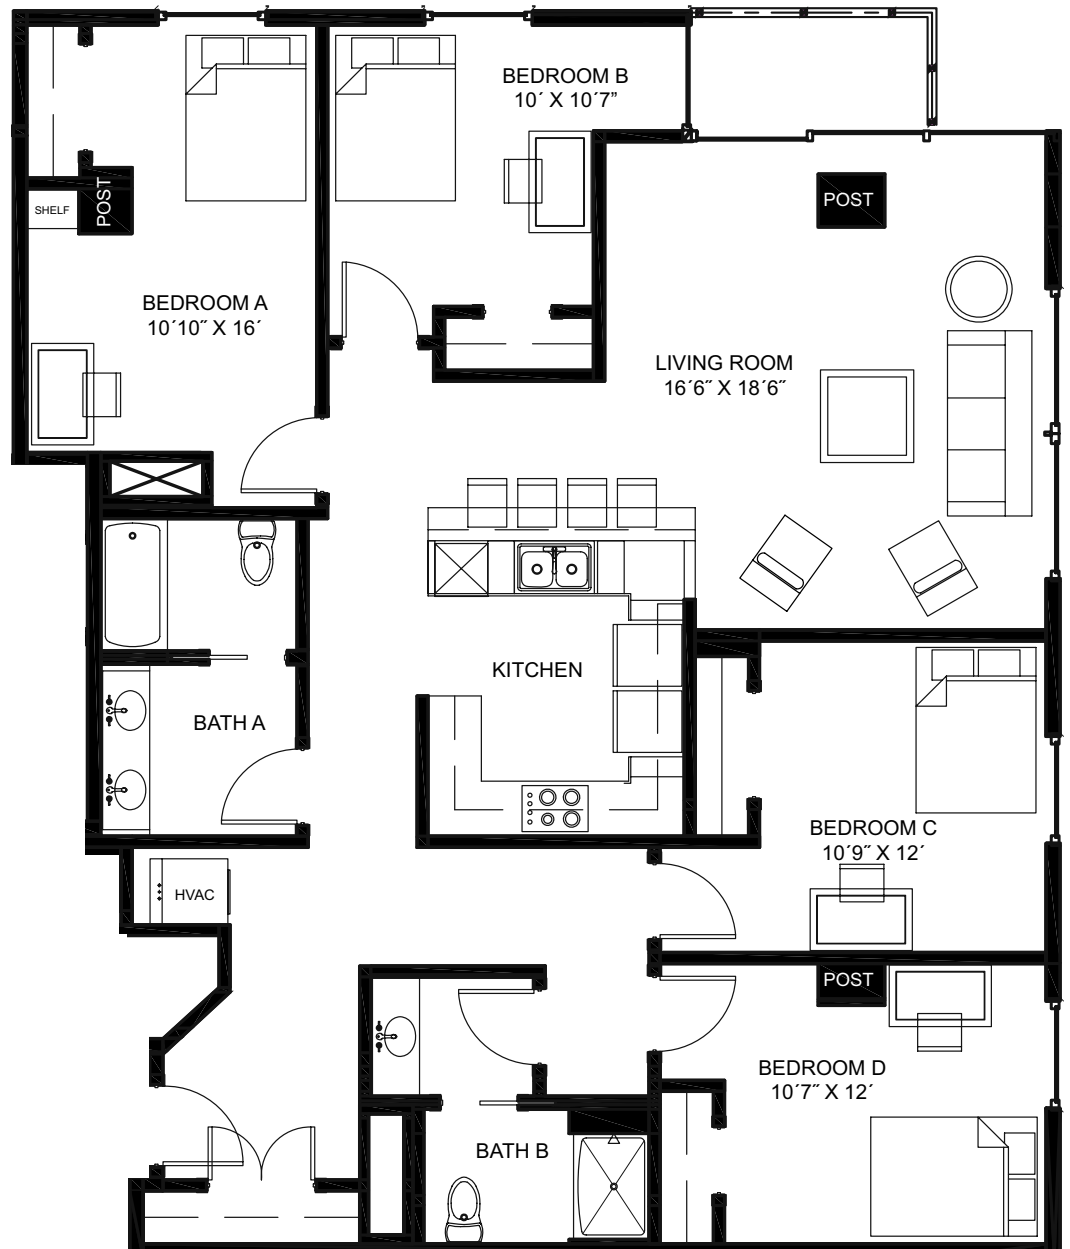 BEDROOM B
10´ X 10´7”
POST
SHELF
POST
BEDROOM A
10´10˝ X 16´
LIVING ROOM
16´6˝ X 18´6˝
KITCHEN
BATH A
BEDROOM C
10´9˝ X 12´
HVAC
POST
BEDROOM D
10´7˝ X 12´
BATH B